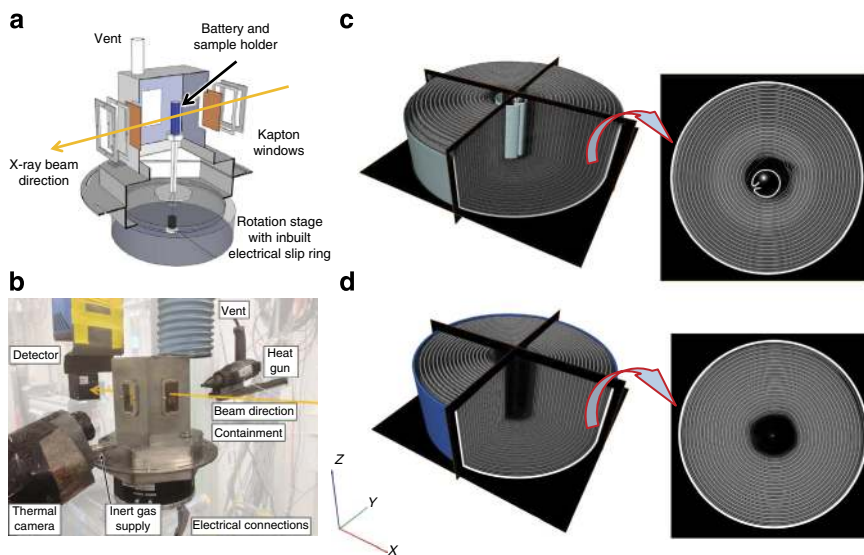 a
Vent
Battery and
sample holder
X-ray beam
direction
Kapton
windows
Rotation stage
with inbuilt
electrical slip ring
b
Vent
Detector
Heat
gun
Beam direction
Containment
Thermal
camera
Inert gas
supply
Electrical connections
c
d
Z
Y
X